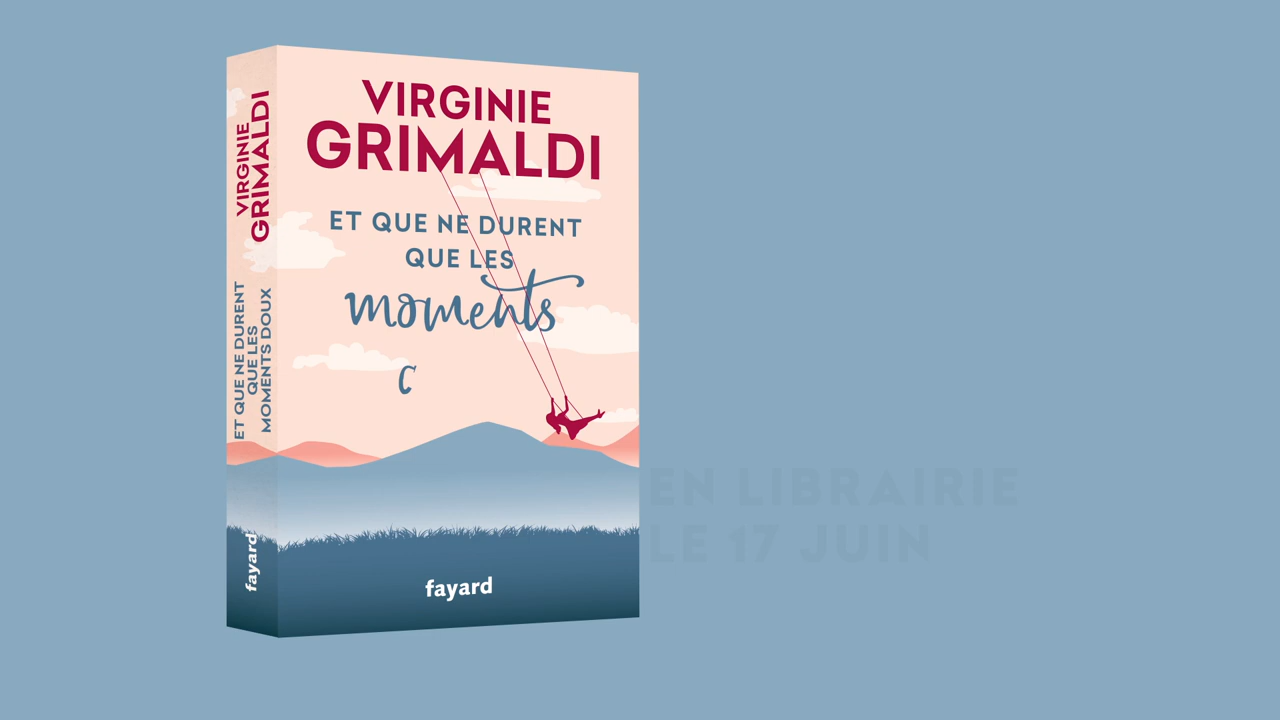 VIRGINIE
GRIMALDI
ET QUE NE DURENT
QUE LES
moments
c
fayard
VIRGINIE
GRIMALDI
ET QUE NE DURENT
QUE LES
MOMENTS DOUX
fayard
EN LIBRAIRIE
LE 17 JUIN